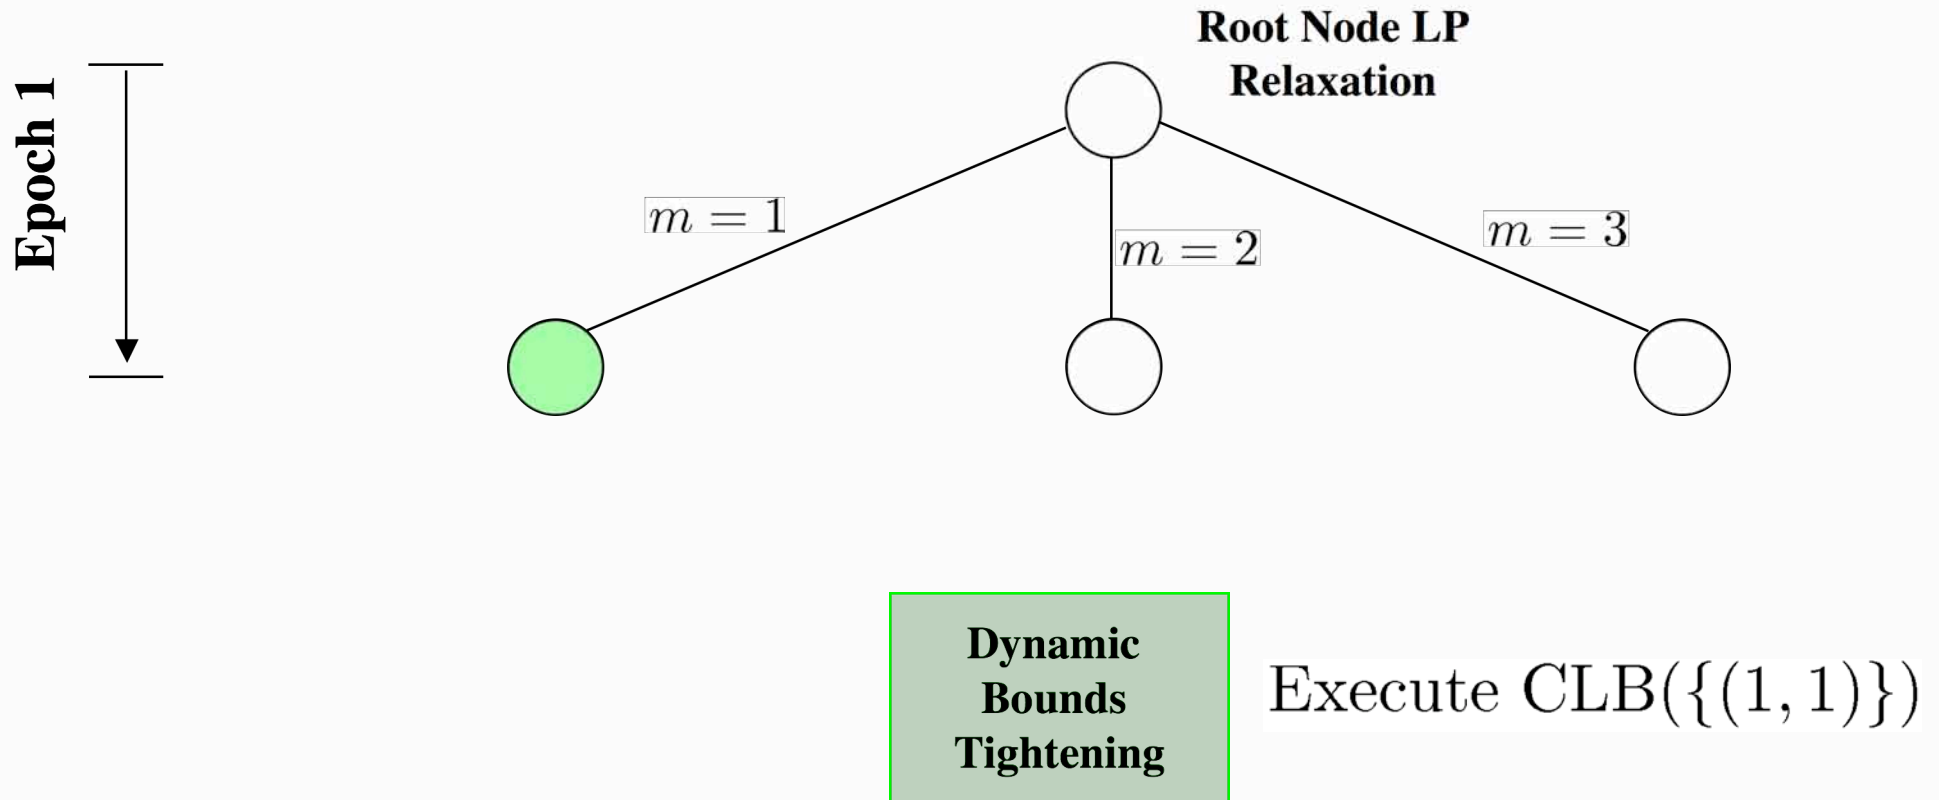 Root Node LP
Relaxation
Epoch 1
m = 1
m = 2
m = 3
Dynamic
Bounds
Tightening
Execute CLB({(1, 1)})